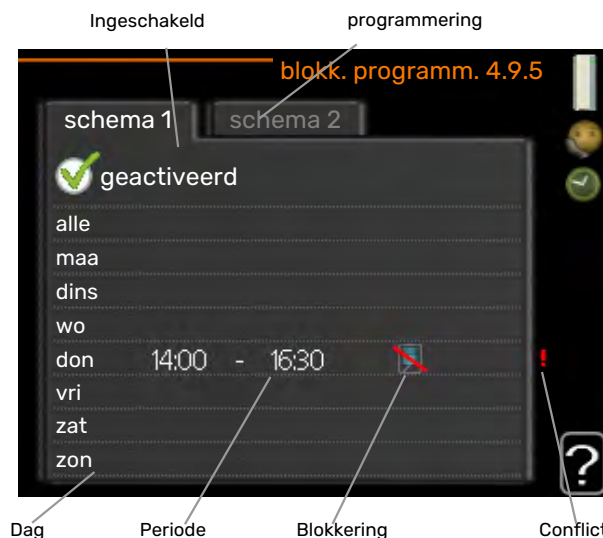 Ingeschakeld programmering
blokk. programm. 4.9.5
schema 1 schema 2
geactiveerd
alle
maa
dins
wo
don 14:00 - 16:30 !
vri
zat
zon
?
Dag Periode Blokkering Conflict